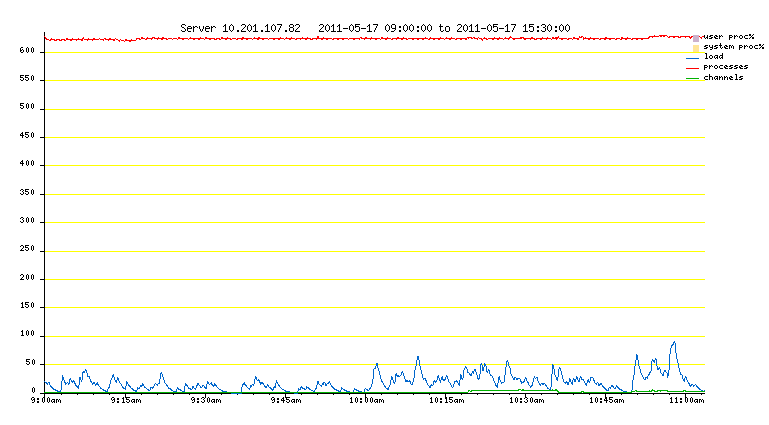 Server 10.201.107.82 2011-05-17 09:00:00 to 2011-05-17 15:30:00
user proc%
system proc%
load
processes
channels
600
550
500
450
400
350
300
250
200
150
100
50
0
9:00am 9:15am 9:30am 9:45am 10:00am 10:15am 10:30am 10:45am 11:00am